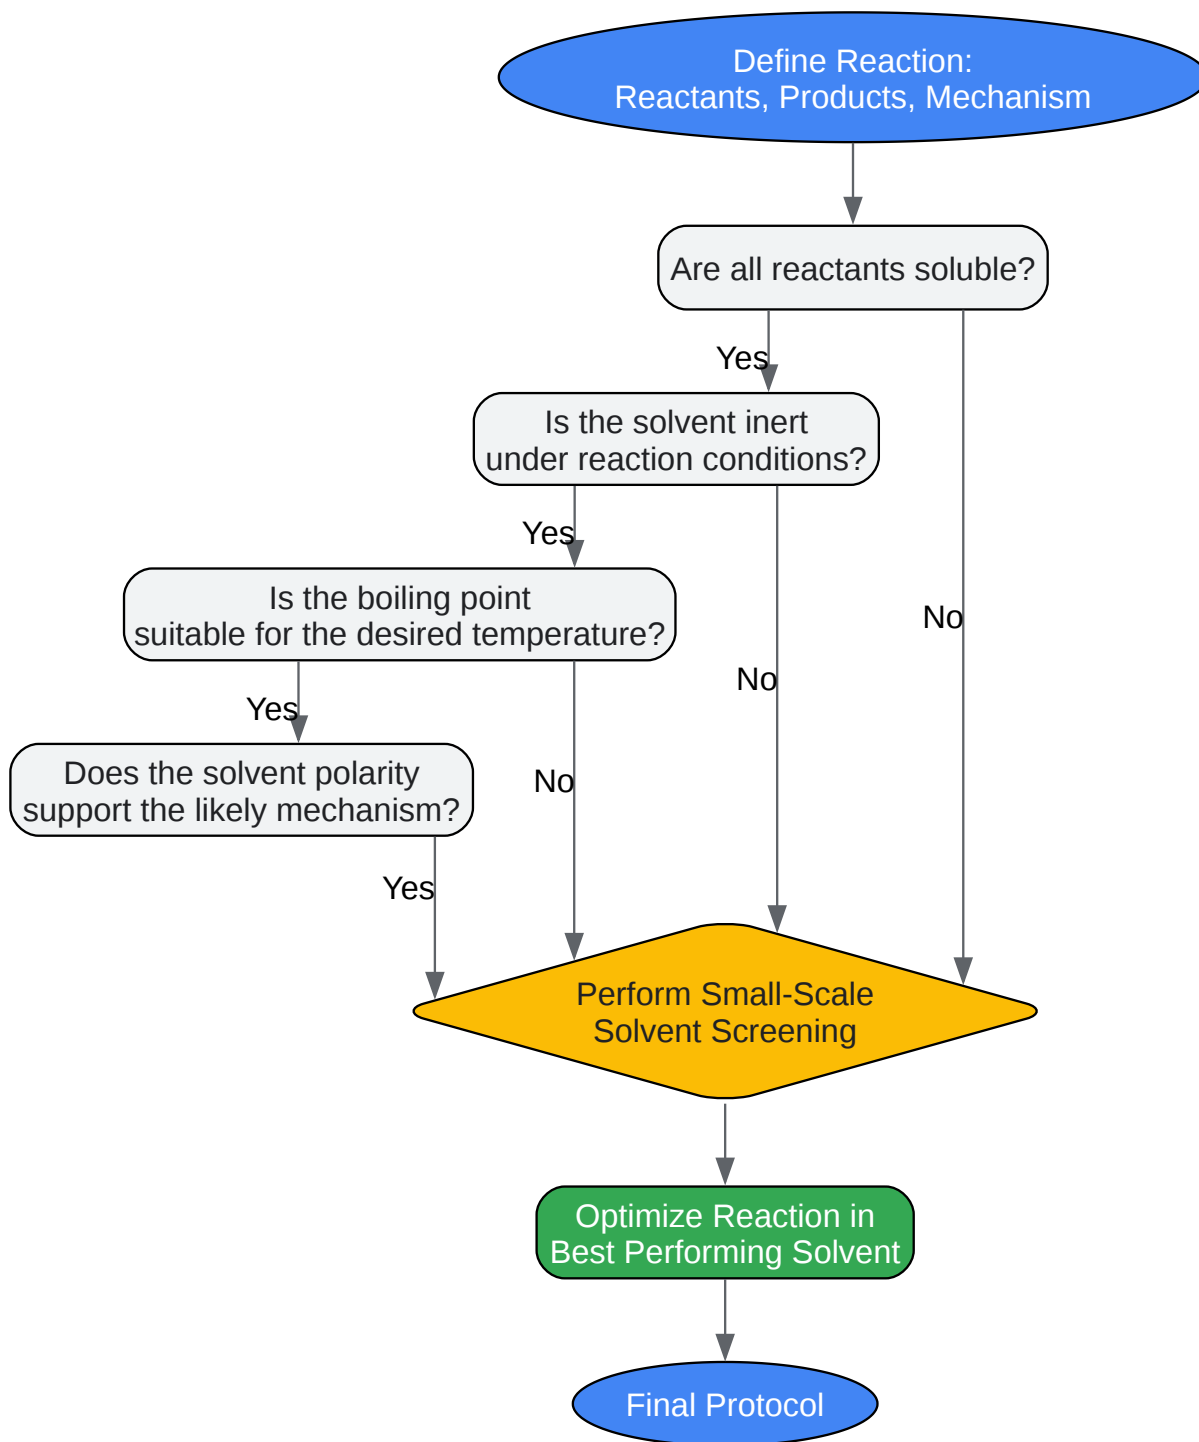 Define Reaction:
Reactants, Products, Mechanism
Are all reactants soluble?
Yes
Is the solvent inert
under reaction conditions?
Yes
Is the boiling point
suitable for the desired temperature?
No
No
Yes
Does the solvent polarity
support the likely mechanism?
No
Yes
Perform Small-Scale
Solvent Screening
Optimize Reaction in
Best Performing Solvent
Final Protocol